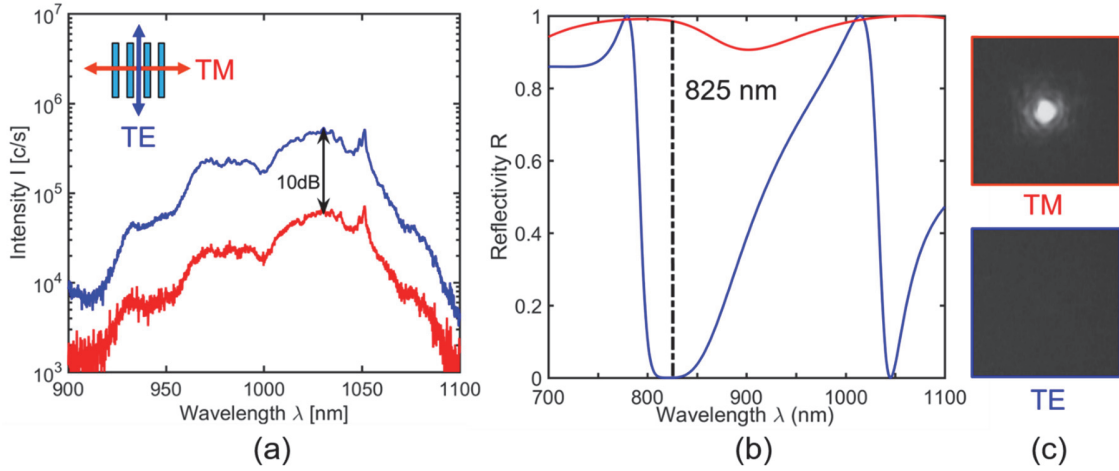 10⁷
10⁶
10⁵
10⁴
10³
Intensity I [c/s]
TM
TE
10dB
900 950 1000 1050 1100
Wavelength λ [nm]
(a)
1
0.8
0.6
0.4
0.2
0
Reflectivity R
825 nm
700 800 900 1000 1100
Wavelength λ (nm)
(b)
TM
TE
(c)